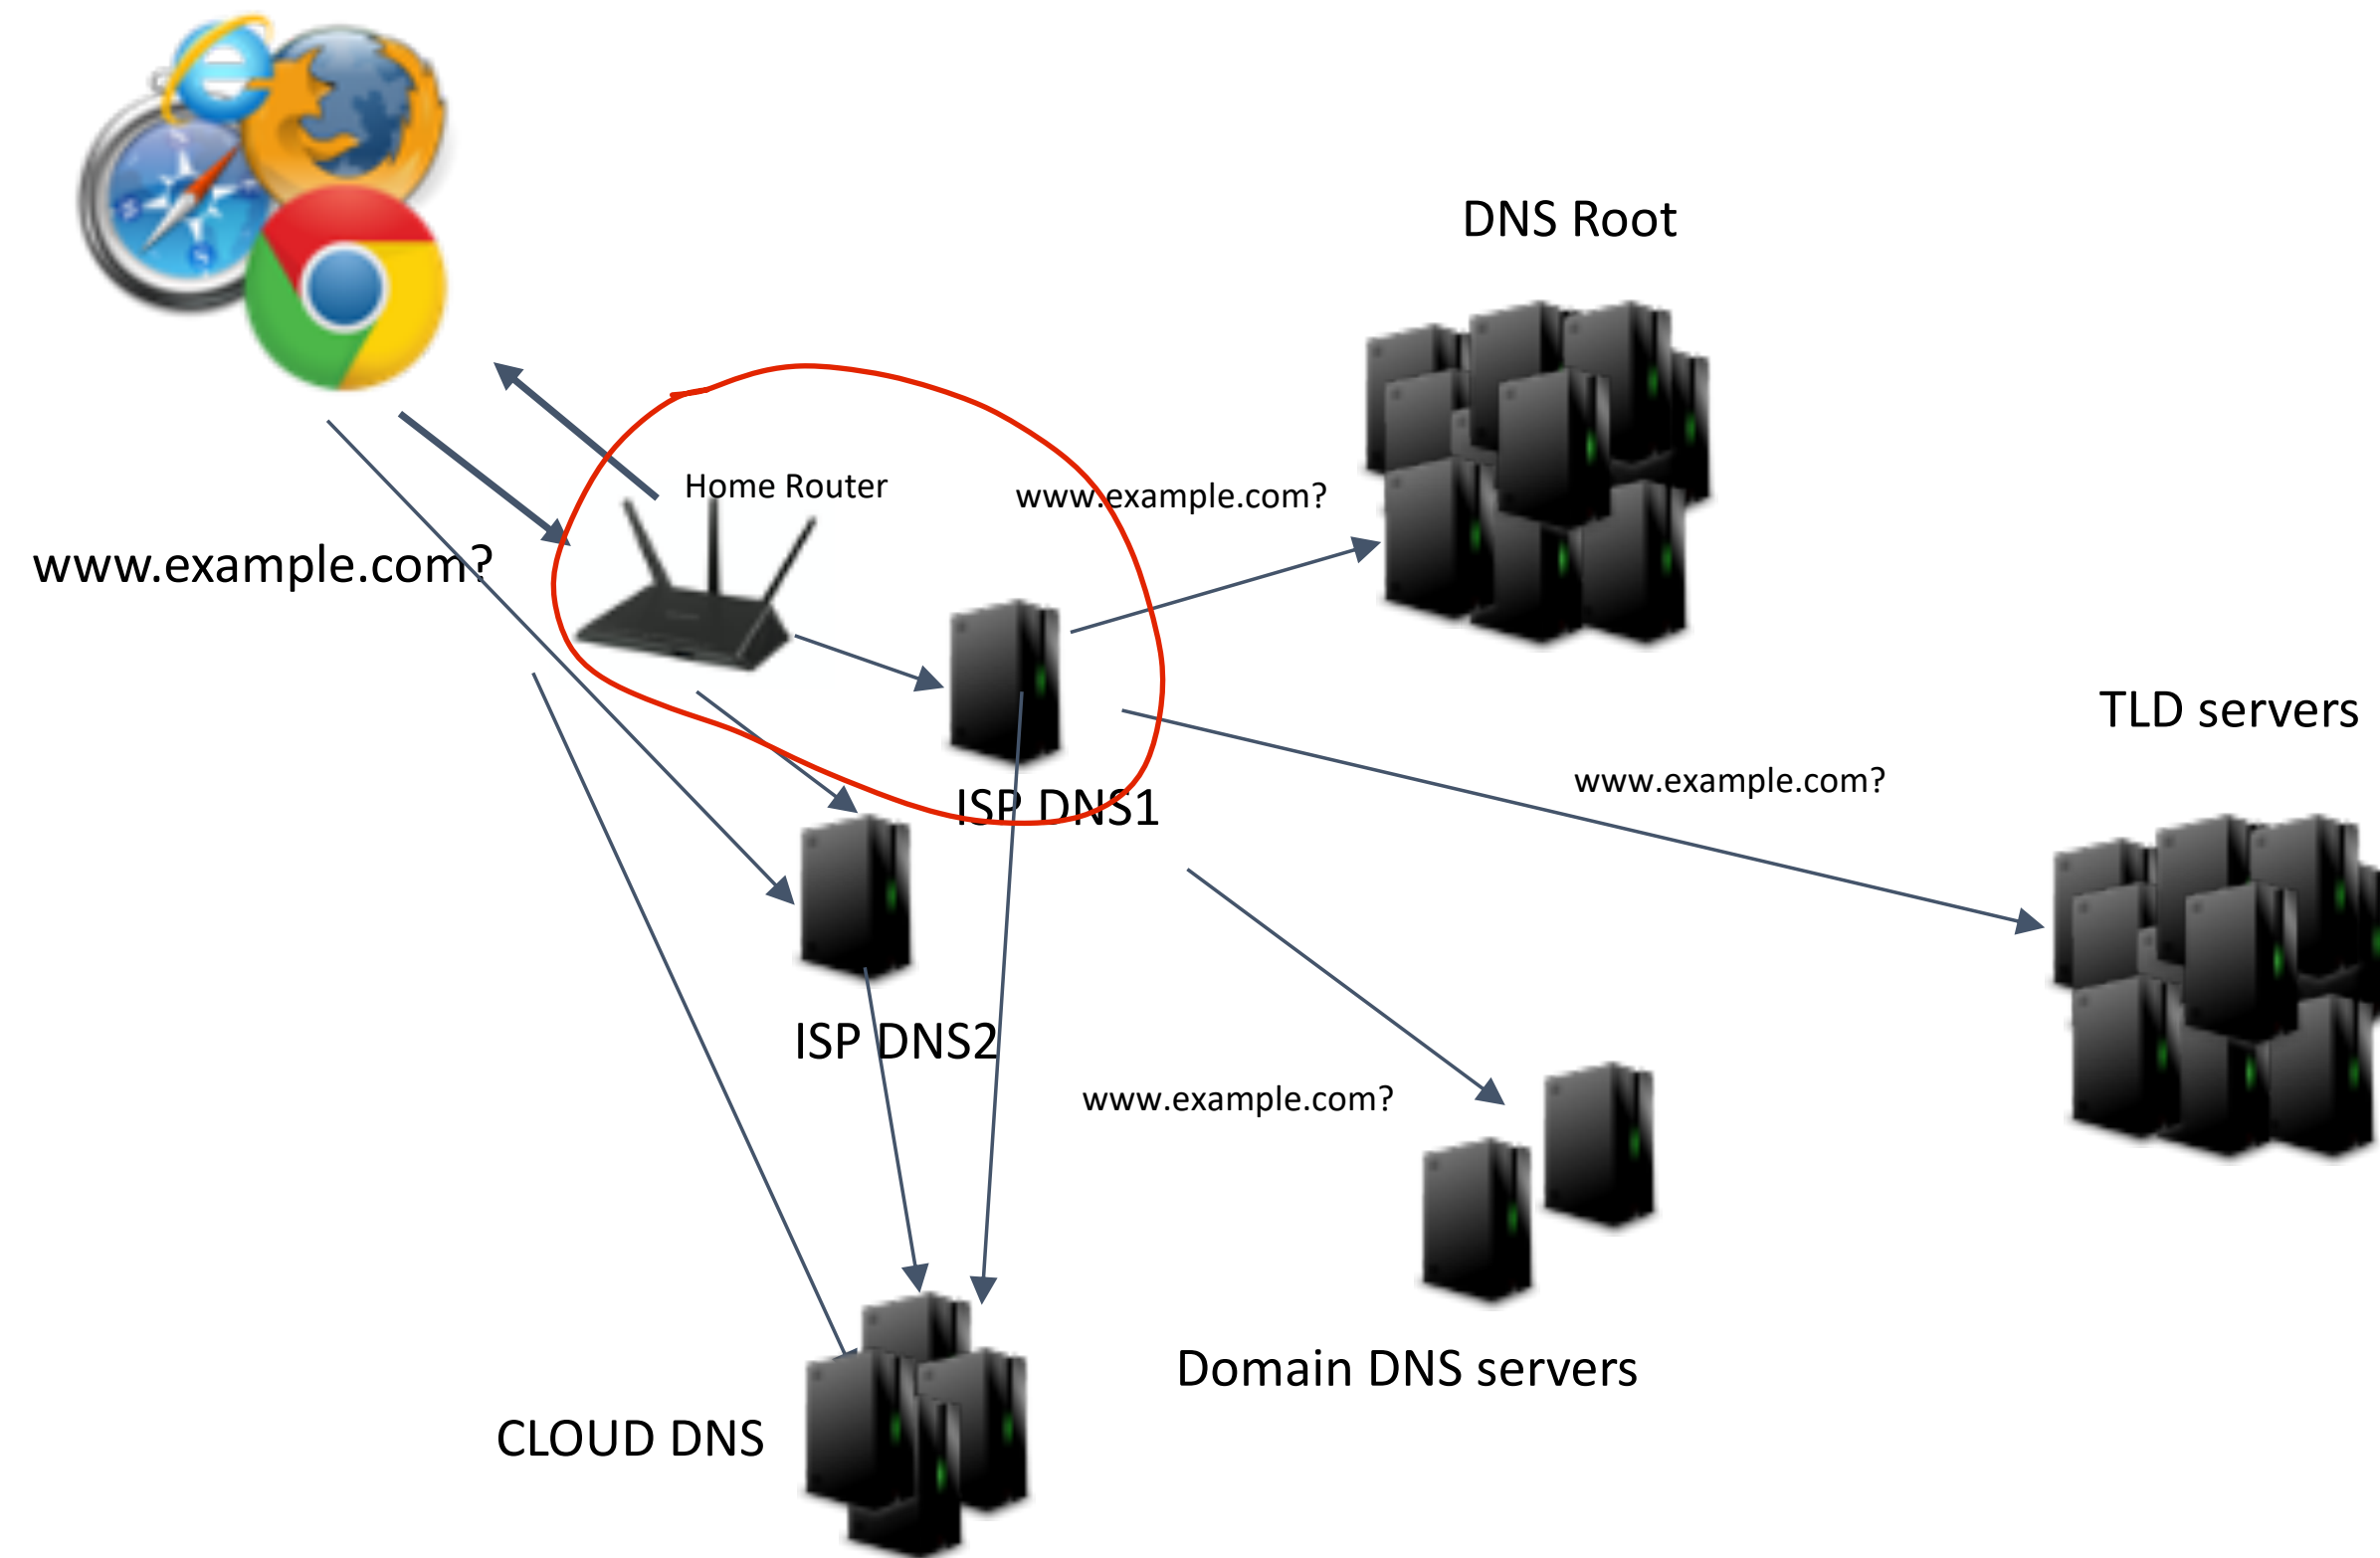 DNS Root
Home Router
www.example.com?
www.example.com?
TLD servers
www.example.com?
ISP DNS1
ISP DNS2
www.example.com?
Domain DNS servers
CLOUD DNS